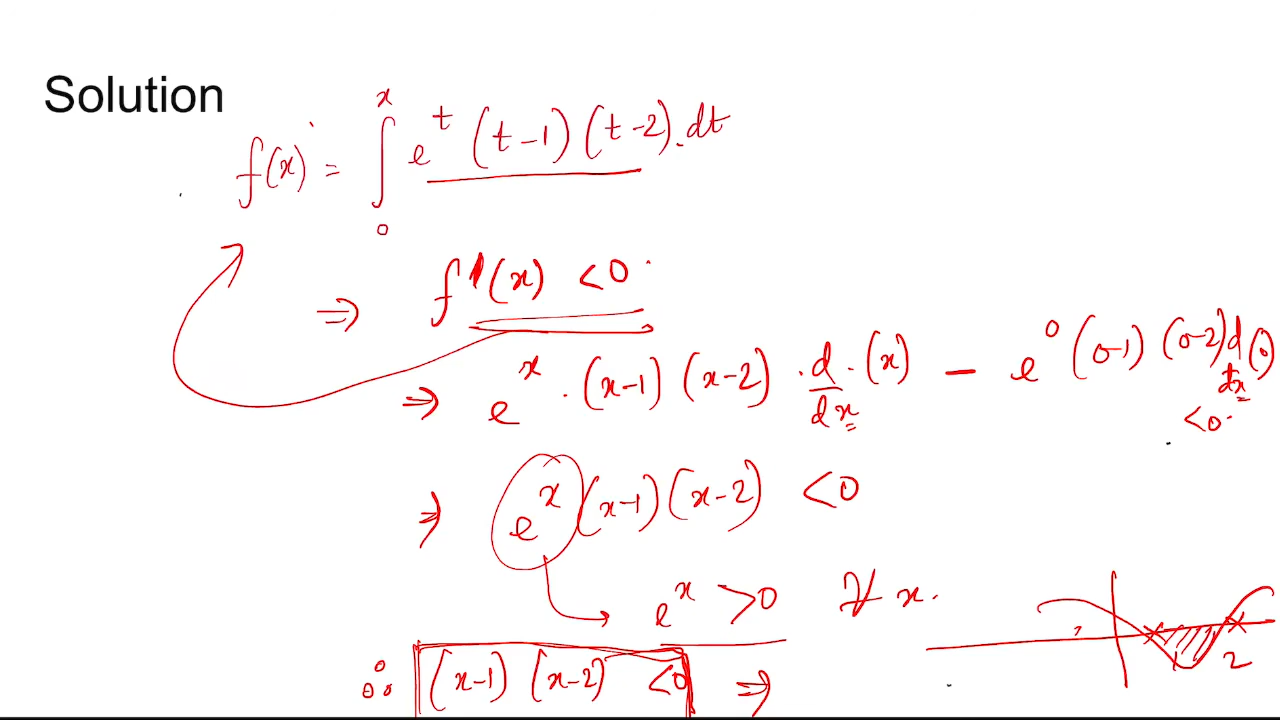 Solution
f(x) = ∫₀ˣ eᵗ (t-1) (t-2).dt
⇒ f'(x) <0
⇒ eˣ . (x-1) (x-2) . d/dx . (x) - e⁰ (0-1) (0-2) d/dx (0)
<0
⇒ eˣ (x-1) (x-2) <0
eˣ >0 ∀ x.
∴ (x-1) (x-2) <0 ⇒
1 2